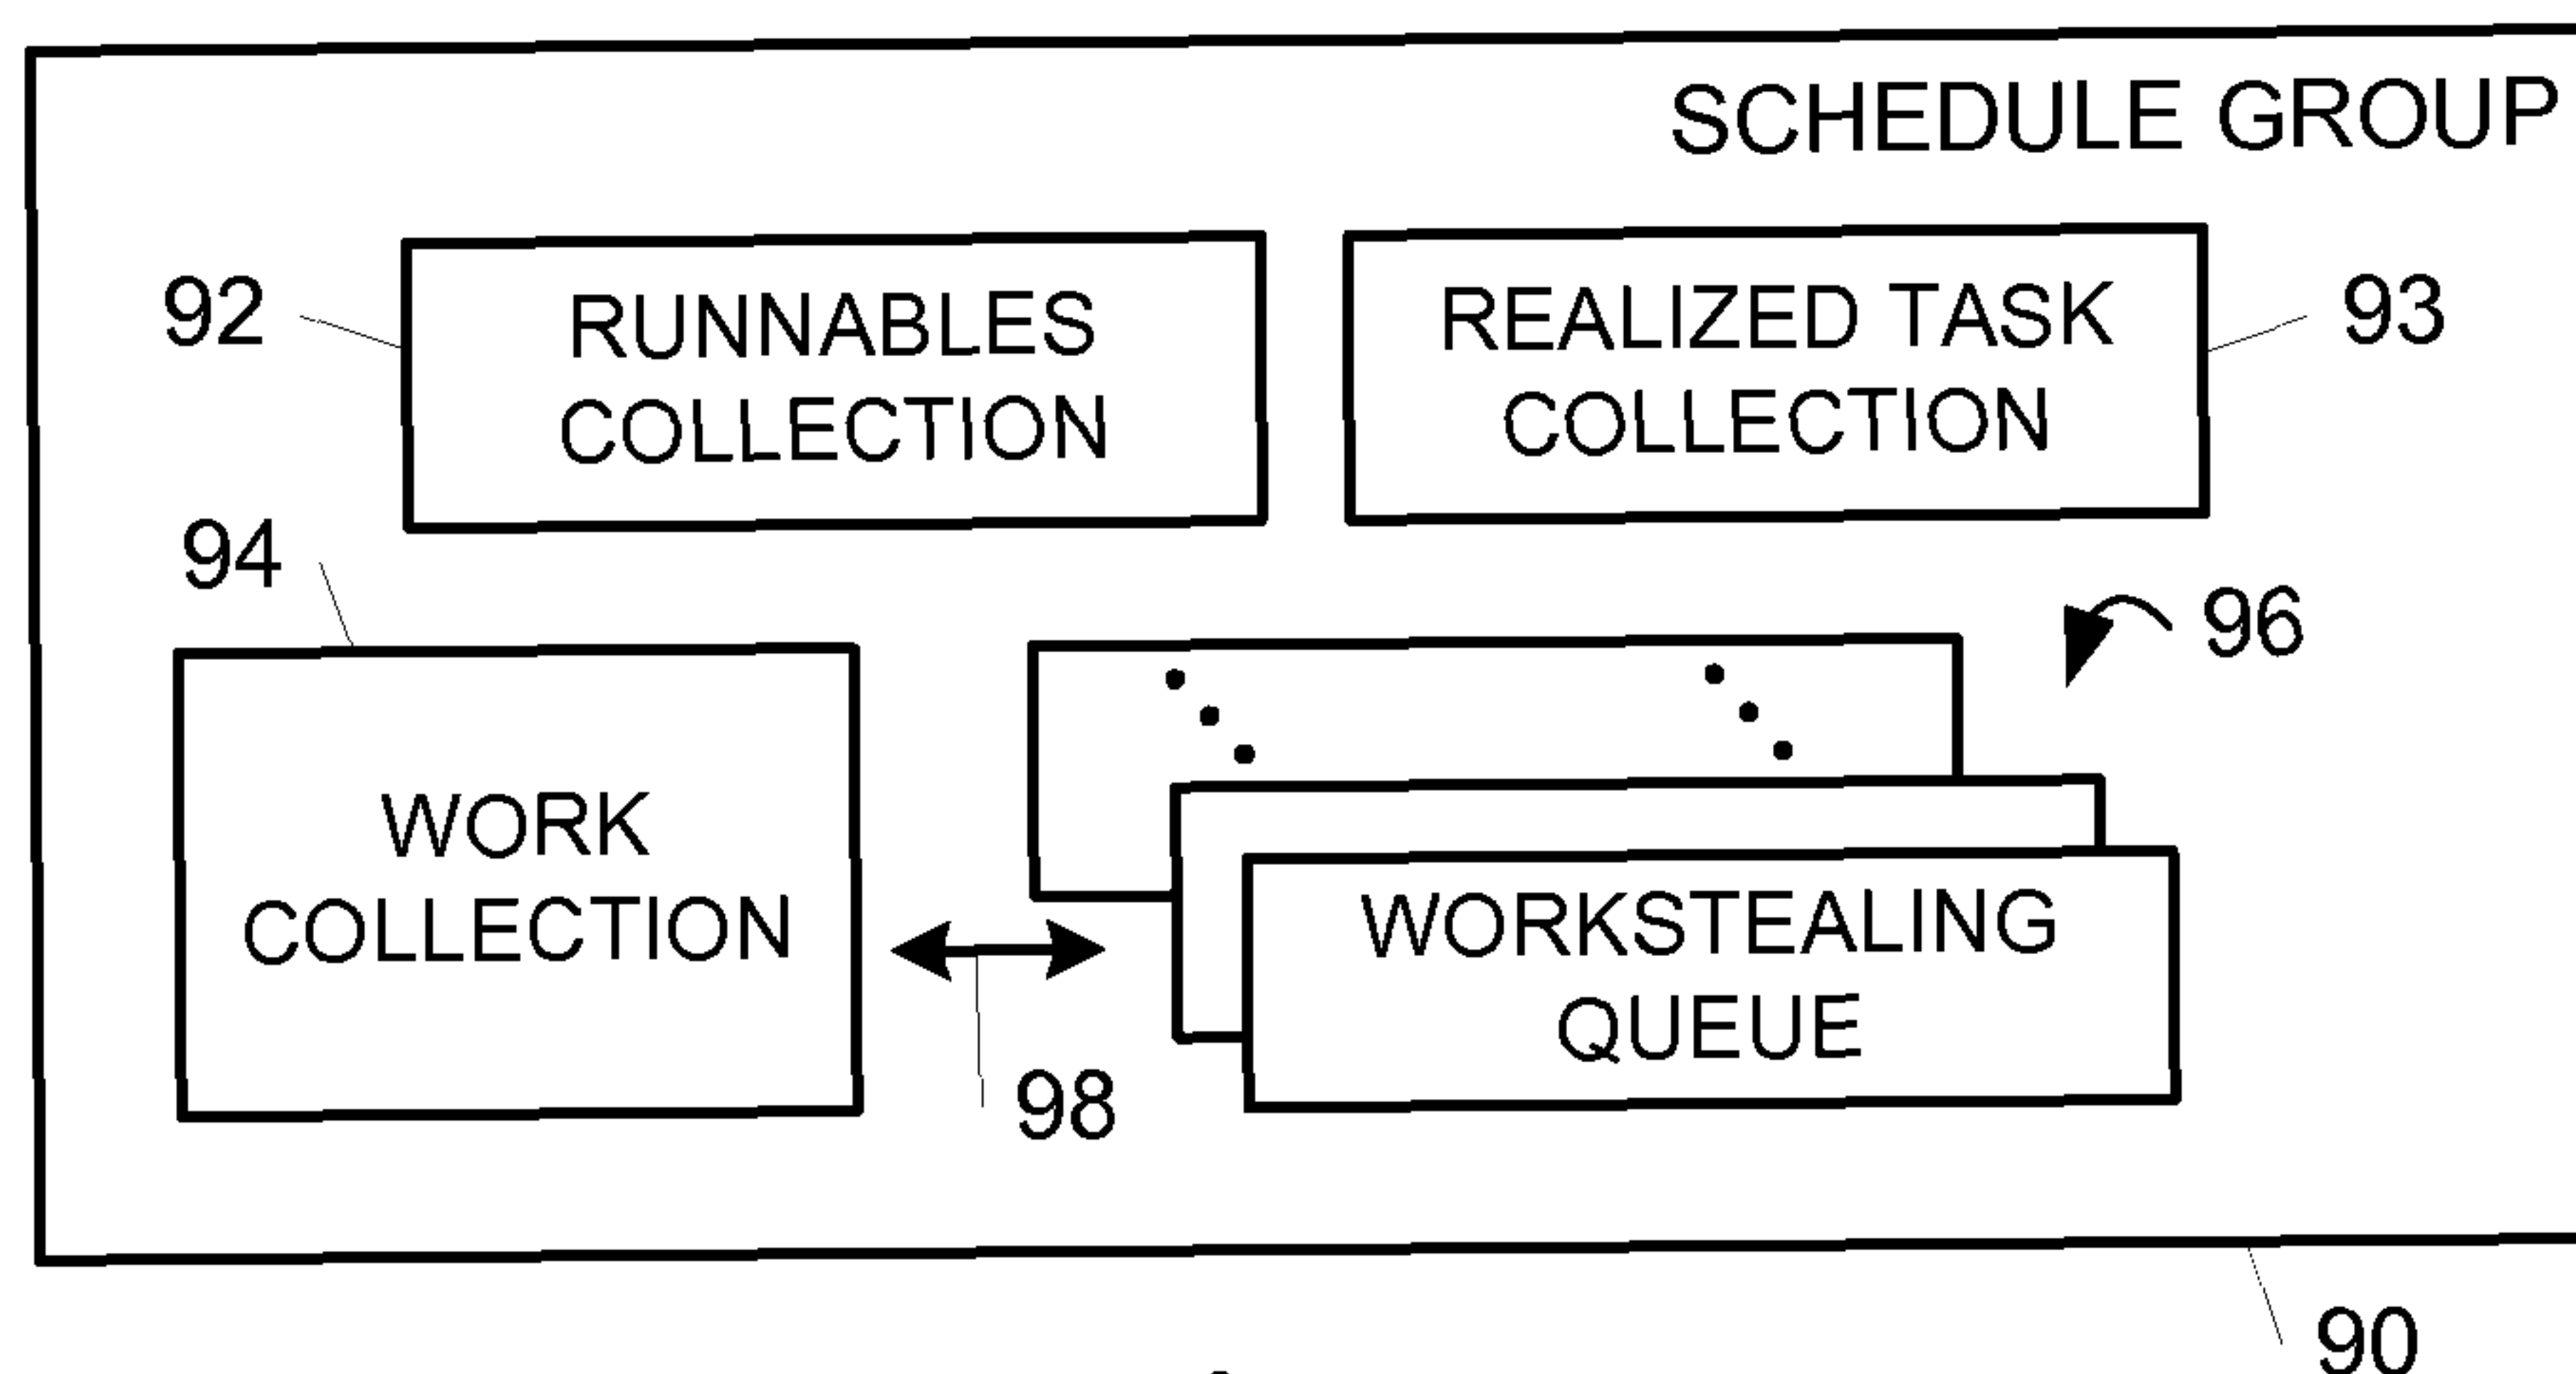 SCHEDULE GROUP
92
RUNNABLES
COLLECTION
REALIZED TASK
COLLECTION
93
94
96
WORK
COLLECTION
WORKSTEALING
QUEUE
98
90